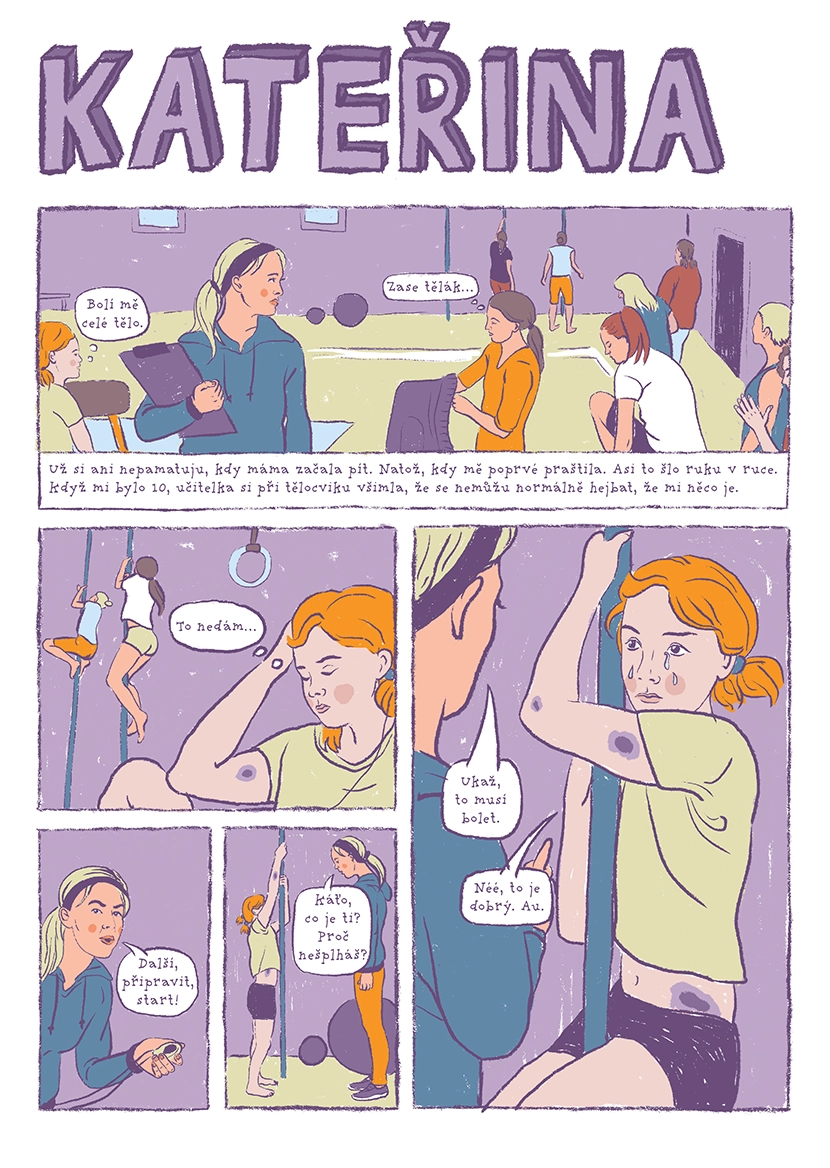 KATEŘINA
Bolí mě
celé tělo.
Zase tělák...
Už si ani nepamatuju, kdy máma začala pít. Natož, kdy mě poprvé praštila. Asi to šlo ruku v ruce.
Když mi bylo 10, učitelka si při tělocviku všimla, že se nemůžu normálně hejbat, že mi něco je.
To nedám...
Další,
připravit,
start!
Káťo,
co je ti?
Proč
nešplháš?
Ukaž,
to musí
bolet.
Néé, to je
dobrý. Au.